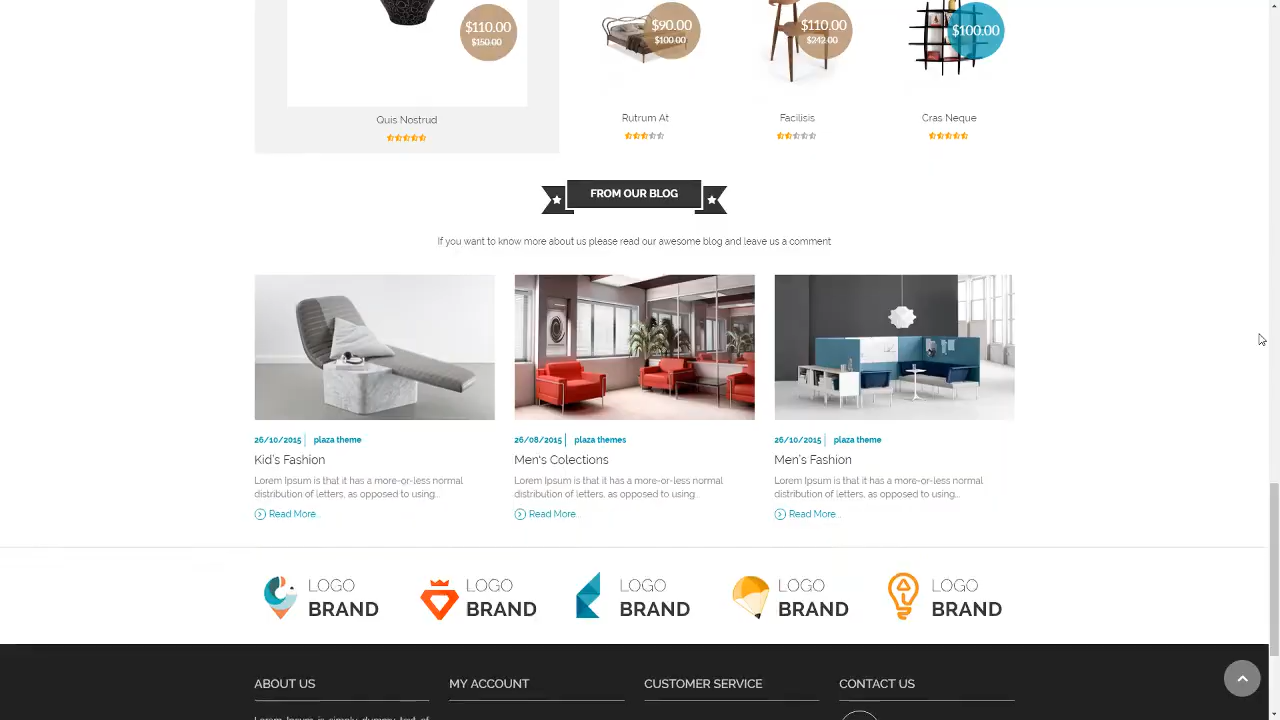 $110.00
$150.00
$90.00
$100.00
$110.00
$242.00
$100.00
Quis Nostrud
Rutrum At
Facilisis
Cras Neque
FROM OUR BLOG
If you want to know more about us please read our awesome blog and leave us a comment
26/10/2015 plaza theme
Kid's Fashion
Lorem Ipsum is that it has a more-or-less normal
distribution of letters, as opposed to using...
Read More...
26/08/2015 plaza themes
Men's Colections
Lorem Ipsum is that it has a more-or-less normal
distribution of letters, as opposed to using...
Read More...
26/10/2015 plaza theme
Men's Fashion
Lorem Ipsum is that it has a more-or-less normal
distribution of letters, as opposed to using...
Read More...
LOGO
BRAND
LOGO
BRAND
LOGO
BRAND
LOGO
BRAND
LOGO
BRAND
ABOUT US
MY ACCOUNT
CUSTOMER SERVICE
CONTACT US
Lorem Ipsum is simply dummy text of